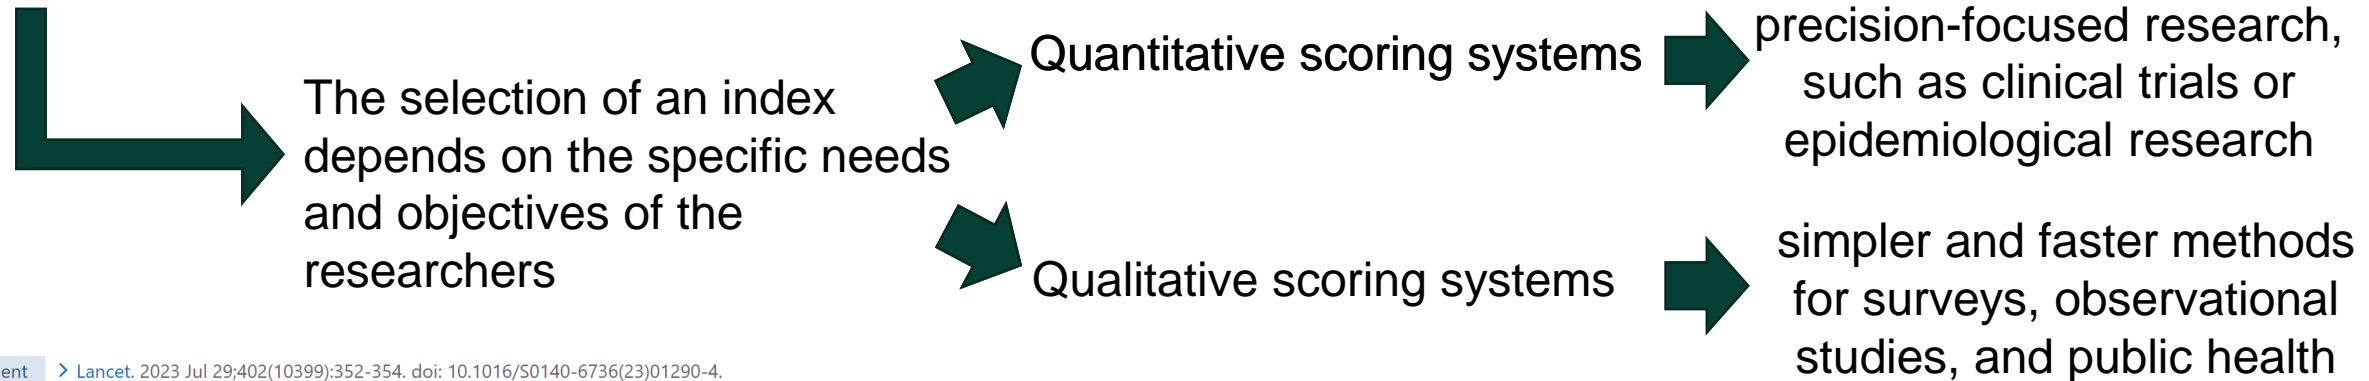 The selection of an index
depends on the specific needs
and objectives of the
researchers
Quantitative scoring systems
precision-focused research,
such as clinical trials or
epidemiological research
Qualitative scoring systems
simpler and faster methods
for surveys, observational
studies, and public health
ent > Lancet. 2023 Jul 29;402(10399):352-354. doi: 10.1016/S0140-6736(23)01290-4.